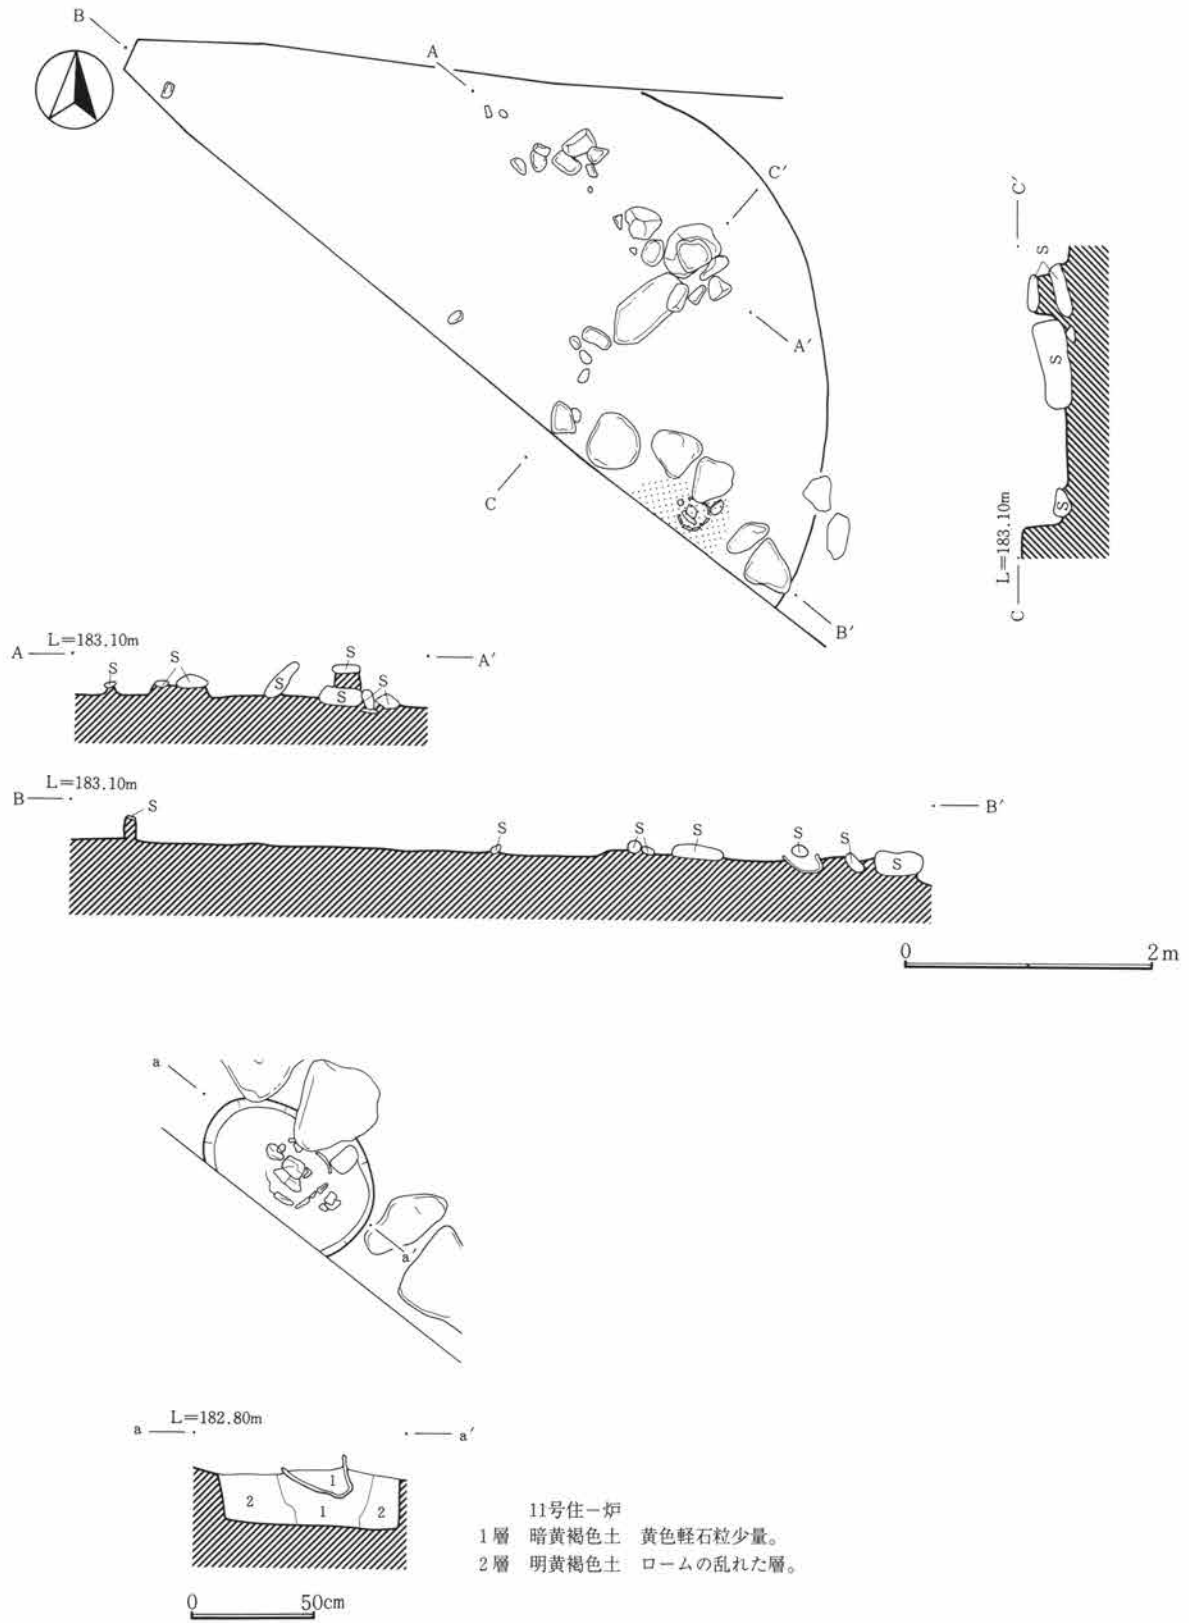 B
A
C′
A′
C
B′
C′
S
S
S
L=183.10m
C
L=183.10m
A
S
S
S
S
S
S
A′
L=183.10m
B
S
S
S
S
S
S
S
B′
0
2m
a
a′
L=182.80m
a
a′
1
2
1
2
11号住－炉
1層　暗黄褐色土　黄色軽石粒少量。
2層　明黄褐色土　ロームの乱れた層。
0
50cm